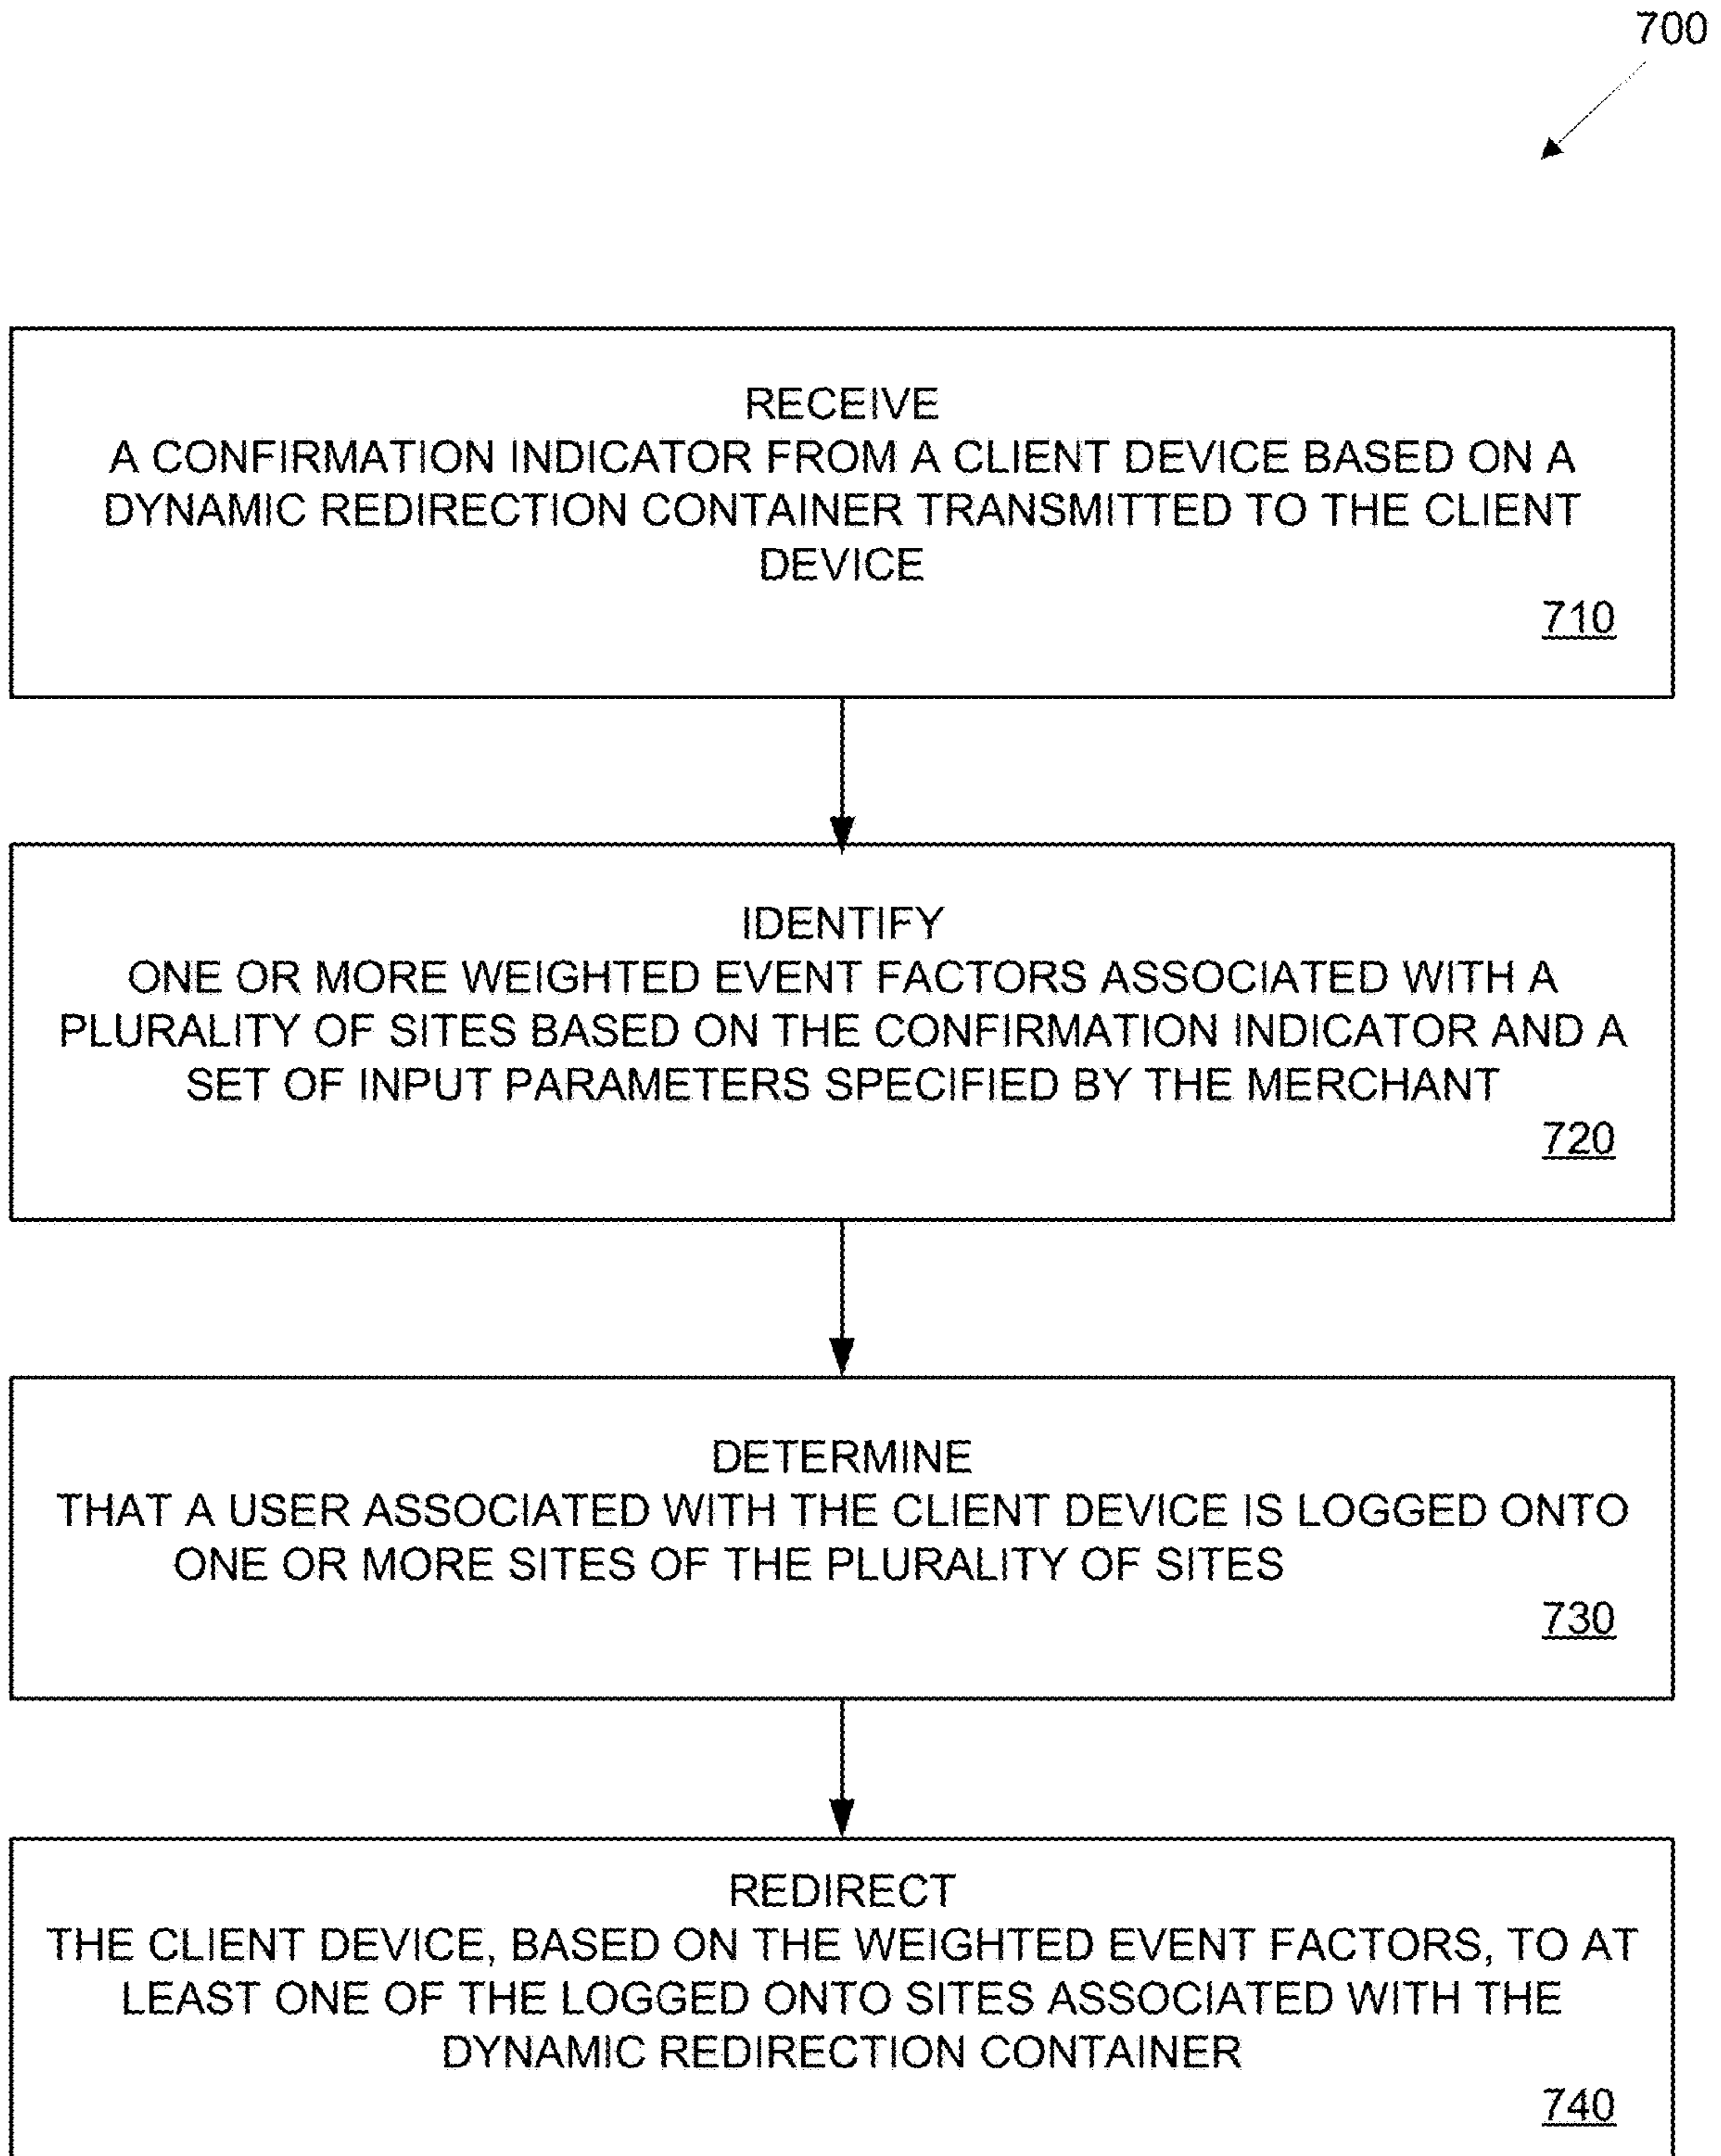 700
RECEIVE
A CONFIRMATION INDICATOR FROM A CLIENT DEVICE BASED ON A
DYNAMIC REDIRECTION CONTAINER TRANSMITTED TO THE CLIENT
DEVICE
710
IDENTIFY
ONE OR MORE WEIGHTED EVENT FACTORS ASSOCIATED WITH A
PLURALITY OF SITES BASED ON THE CONFIRMATION INDICATOR AND A
SET OF INPUT PARAMETERS SPECIFIED BY THE MERCHANT
720
DETERMINE
THAT A USER ASSOCIATED WITH THE CLIENT DEVICE IS LOGGED ONTO
ONE OR MORE SITES OF THE PLURALITY OF SITES
730
REDIRECT
THE CLIENT DEVICE, BASED ON THE WEIGHTED EVENT FACTORS, TO AT
LEAST ONE OF THE LOGGED ONTO SITES ASSOCIATED WITH THE
DYNAMIC REDIRECTION CONTAINER
740